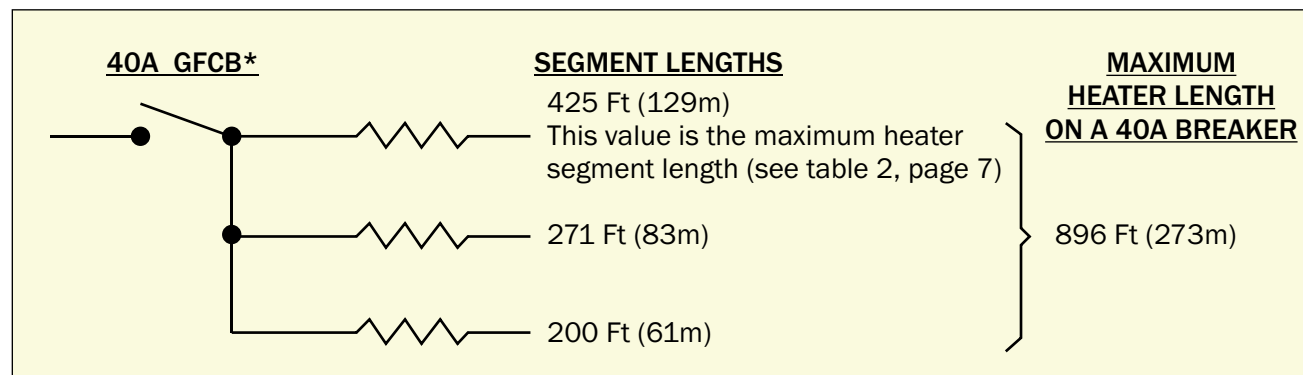 40A GFCB*
SEGMENT LENGTHS
425 Ft (129m)
This value is the maximum heater
segment length (see table 2, page 7)
271 Ft (83m)
200 Ft (61m)
MAXIMUM
HEATER LENGTH
ON A 40A BREAKER
896 Ft (273m)